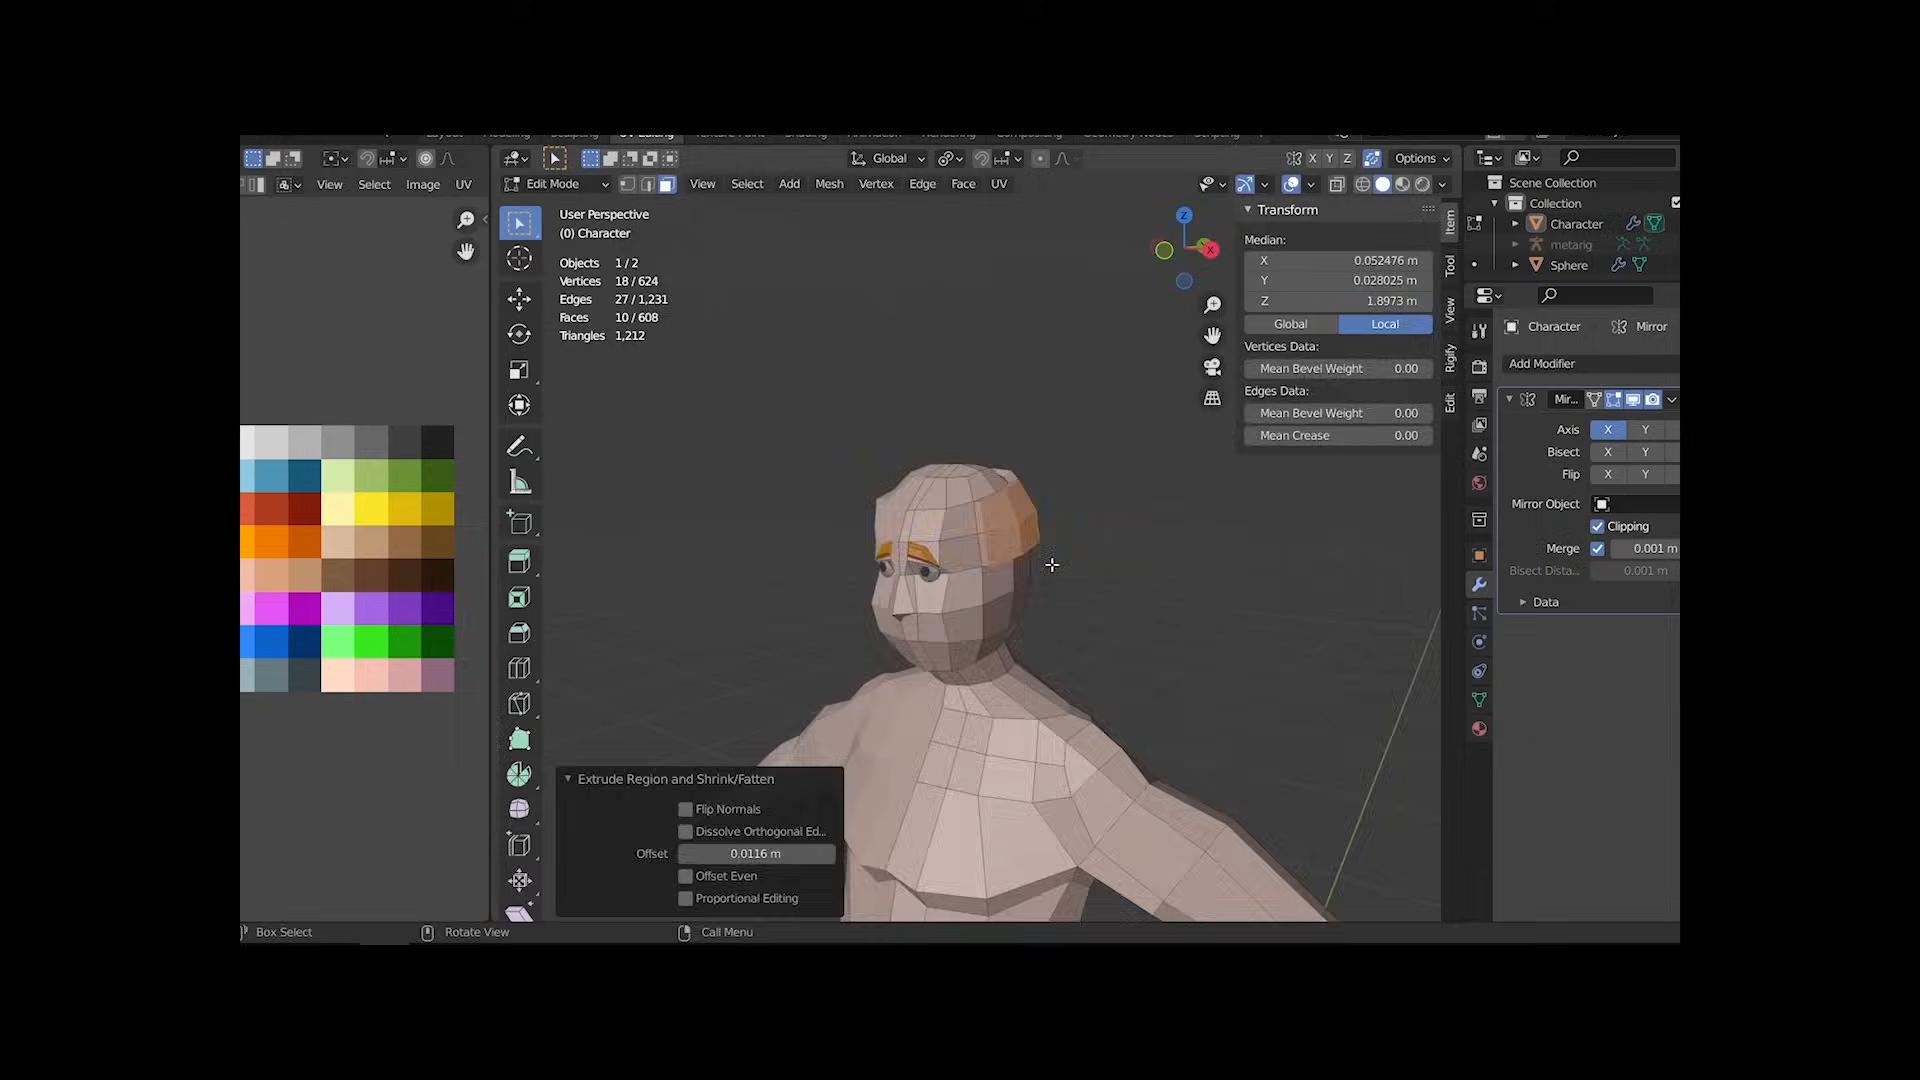 UV Editing
View Select Image UV
Global
X Y Z
Options
Edit Mode
View Select Add Mesh Vertex Edge Face UV
User Perspective
(0) Character
Objects 1 / 2
Vertices 18 / 624
Edges 27 / 1,231
Faces 10 / 608
Triangles 1,212
Z
X
Transform
Median:
X 0.052476 m
Y 0.028025 m
Z 1.8973 m
Global Local
Vertices Data:
Mean Bevel Weight 0.00
Edges Data:
Mean Bevel Weight 0.00
Mean Crease 0.00
Item
Tool
View
Rigify
Edit
Scene Collection
Collection
Character
metarig
Sphere
Character Mirror
Add Modifier
Mir...
Axis X Y
Bisect X Y
Flip X Y
Mirror Object
Clipping
Merge 0.001 m
Bisect Dista... 0.001 m
Data
Extrude Region and Shrink/Fatten
Flip Normals
Dissolve Orthogonal Ed...
Offset 0.0116 m
Offset Even
Proportional Editing
Box Select Rotate View Call Menu